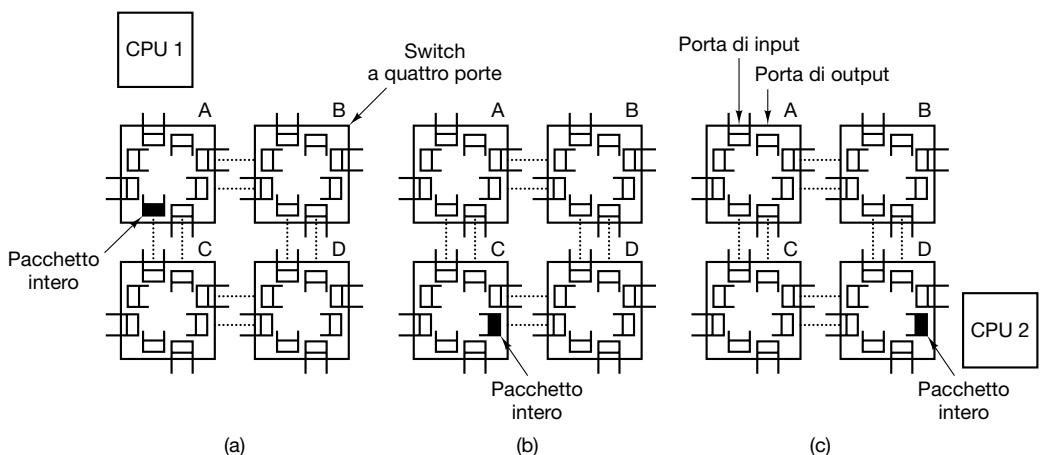 CPU 1
Switch
a quattro porte
Porta di input
Porta di output
A
B
A
B
A
B
Pacchetto
intero
C
D
C
D
C
D
CPU 2
Pacchetto
intero
Pacchetto
intero
(a)
(b)
(c)